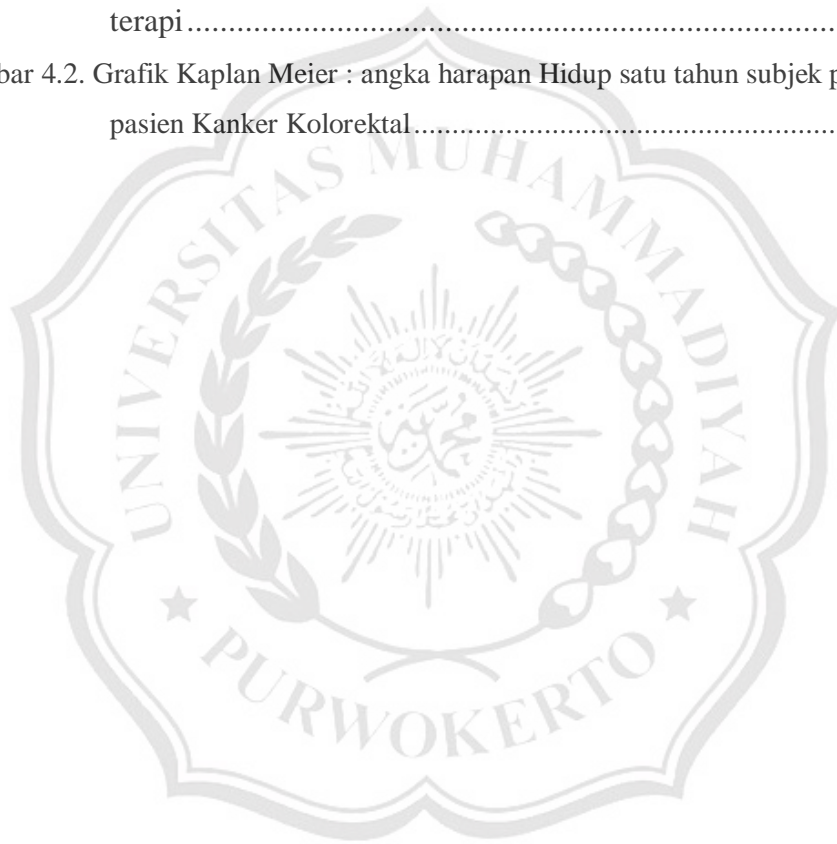 terapi.....................................................................................
bar 4.2. Grafik Kaplan Meier : angka harapan Hidup satu tahun subjek p
pasien Kanker Kolorektal.......................................................
UNIVERSITAS MUHAMMADIYAH
PURWOKERTO